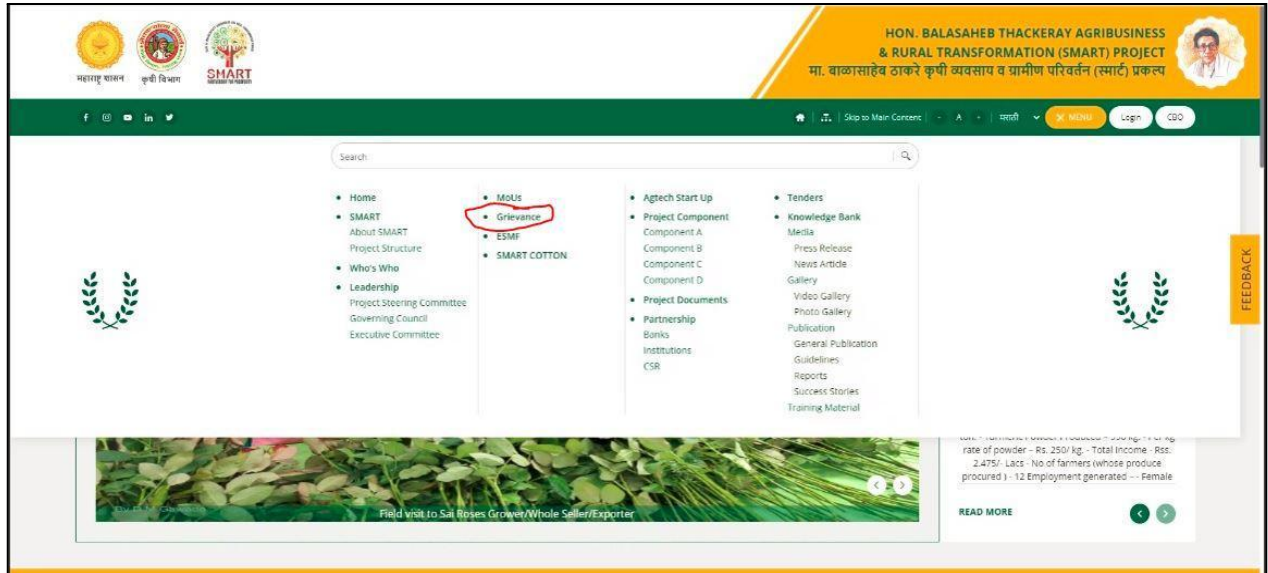 महाराष्ट्र शासन
कृषी विभाग
SMART
HON. BALASAHEB THACKERAY AGRIBUSINESS
& RURAL TRANSFORMATION (SMART) PROJECT
मा. बाळासाहेब ठाकरे कृषी व्यवसाय व ग्रामीण परिवर्तन (स्मार्ट) प्रकल्प
Skip to Main Content | - A + | मराठी MENU Login CBO
Search
Home
SMART
About SMART
Project Structure
Who's Who
Leadership
Project Steering Committee
Governing Council
Executive Committee
MoUs
Grievance
ESMF
SMART COTTON
Agtech Start Up
Project Component
Component A
Component B
Component C
Component D
Project Documents
Partnership
Banks
Institutions
CSR
Tenders
Knowledge Bank
Media
Press Release
News Article
Gallery
Video Gallery
Photo Gallery
Publication
General Publication
Guidelines
Reports
Success Stories
Training Material
FEEDBACK
Field visit to Sai Roses Grower/Whole Seller/Exporter
rate of powder – Rs. 250/ kg. - Total Income - Rss.
2.475/- Lacs - No of farmers (whose produce
procured ) - 12 Employment generated – - Female
READ MORE